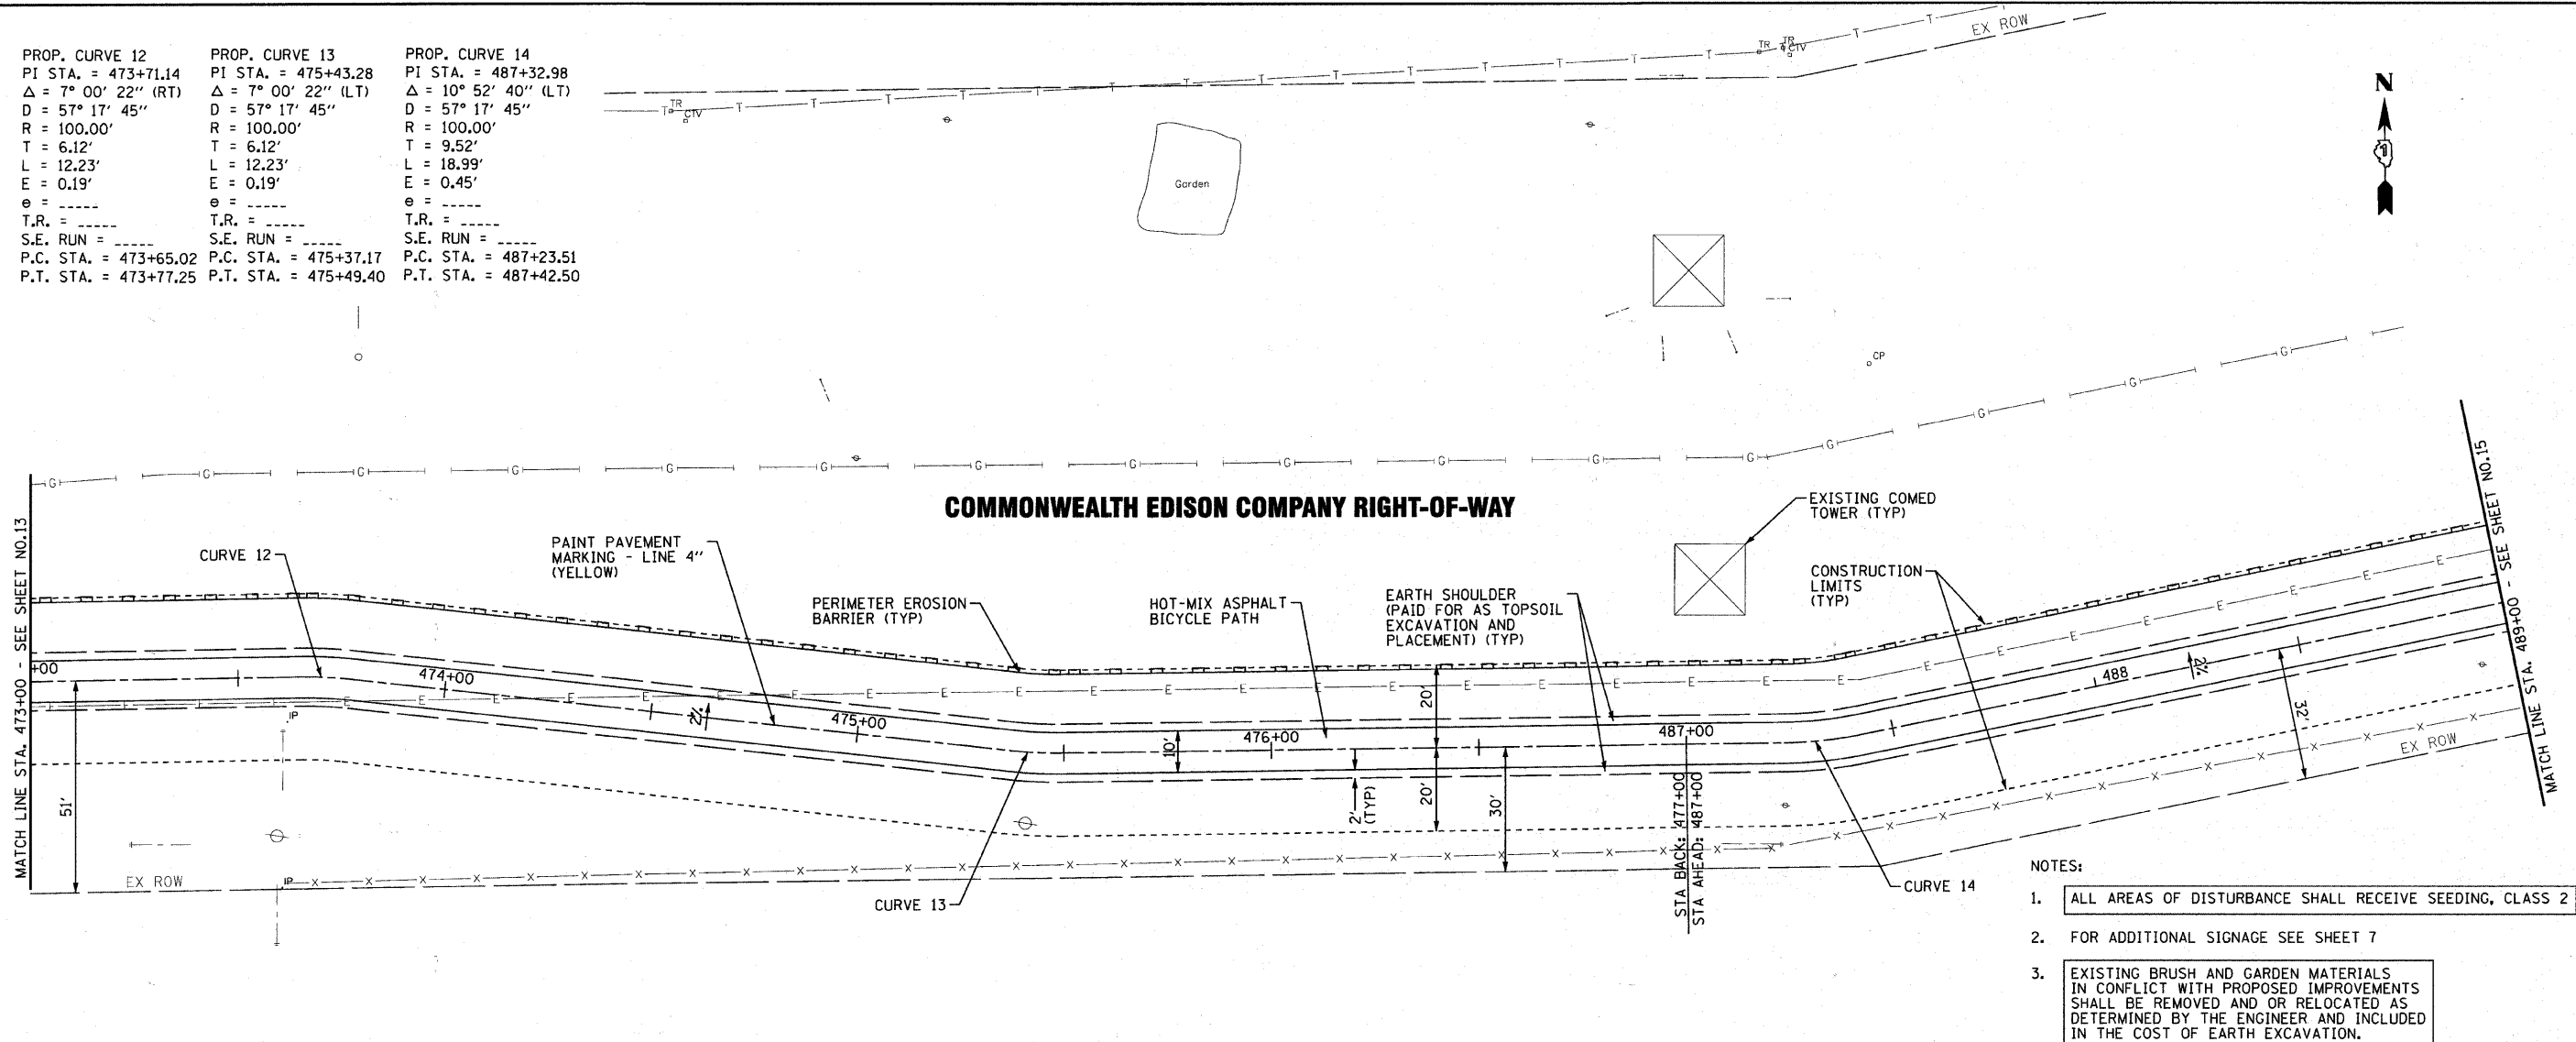 PROP. CURVE 12
PI STA. = 473+71.14
Δ = 7° 00' 22" (RT)
D = 57° 17' 45"
R = 100.00'
T = 6.12'
L = 12.23'
E = 0.19'
e = -----
T.R. = -----
S.E. RUN = -----
P.C. STA. = 473+65.02
P.T. STA. = 473+77.25
PROP. CURVE 13
PI STA. = 475+43.28
Δ = 7° 00' 22" (LT)
D = 57° 17' 45"
R = 100.00'
T = 6.12'
L = 12.23'
E = 0.19'
e = -----
T.R. = -----
S.E. RUN = -----
P.C. STA. = 475+37.17
P.T. STA. = 475+49.40
PROP. CURVE 14
PI STA. = 487+32.98
Δ = 10° 52' 40" (LT)
D = 57° 17' 45"
R = 100.00'
T = 9.52'
L = 18.99'
E = 0.45'
e = -----
T.R. = -----
S.E. RUN = -----
P.C. STA. = 487+23.51
P.T. STA. = 487+42.50
TR
CTV
TR
TR
CTV
EX ROW
N
1
Garden
CP
COMMONWEALTH EDISON COMPANY RIGHT-OF-WAY
MATCH LINE STA. 473+00 - SEE SHEET NO.13
CURVE 12
PAINT PAVEMENT
MARKING - LINE 4"
(YELLOW)
PERIMETER EROSION
BARRIER (TYP)
HOT-MIX ASPHALT
BICYCLE PATH
EARTH SHOULDER
(PAID FOR AS TOPSOIL
EXCAVATION AND
PLACEMENT) (TYP)
EXISTING COMED
TOWER (TYP)
CONSTRUCTION
LIMITS
(TYP)
MATCH LINE STA. 489+00 - SEE SHEET NO.15
+00
474+00
475+00
476+00
487+00
488
2%
2%
51'
10'
2'
(TYP)
20'
20'
30'
32'
IP
IP
EX ROW
EX ROW
STA BACK: 477+00
STA AHEAD: 487+00
CURVE 13
CURVE 14
NOTES:
1. ALL AREAS OF DISTURBANCE SHALL RECEIVE SEEDING, CLASS 2
2. FOR ADDITIONAL SIGNAGE SEE SHEET 7
3. EXISTING BRUSH AND GARDEN MATERIALS
IN CONFLICT WITH PROPOSED IMPROVEMENTS
SHALL BE REMOVED AND OR RELOCATED AS
DETERMINED BY THE ENGINEER AND INCLUDED
IN THE COST OF EARTH EXCAVATION.